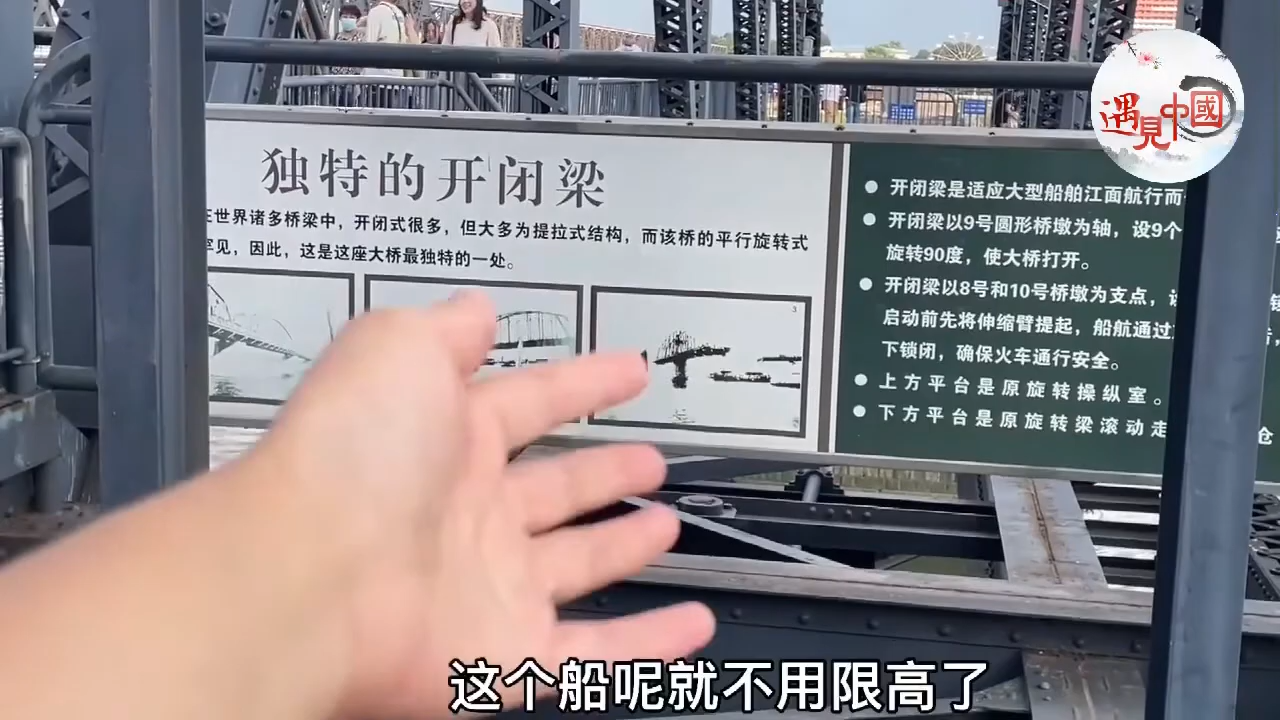 遇見中國
独特的开闭梁
世界诸多桥梁中，开闭式很多，但大多为提拉式结构，而该桥的平行旋转式
罕见，因此，这是这座大桥最独特的一处。
3
开闭梁是适应大型船舶江面航行而
开闭梁以9号圆形桥墩为轴，设9个
旋转90度，使大桥打开。
开闭梁以8号和10号桥墩为支点，设
启动前先将伸缩臂提起，船航通过
下锁闭，确保火车通行安全。
上方平台是原旋转操纵室。
下方平台是原旋转梁滚动走
仓
这个船呢就不用限高了